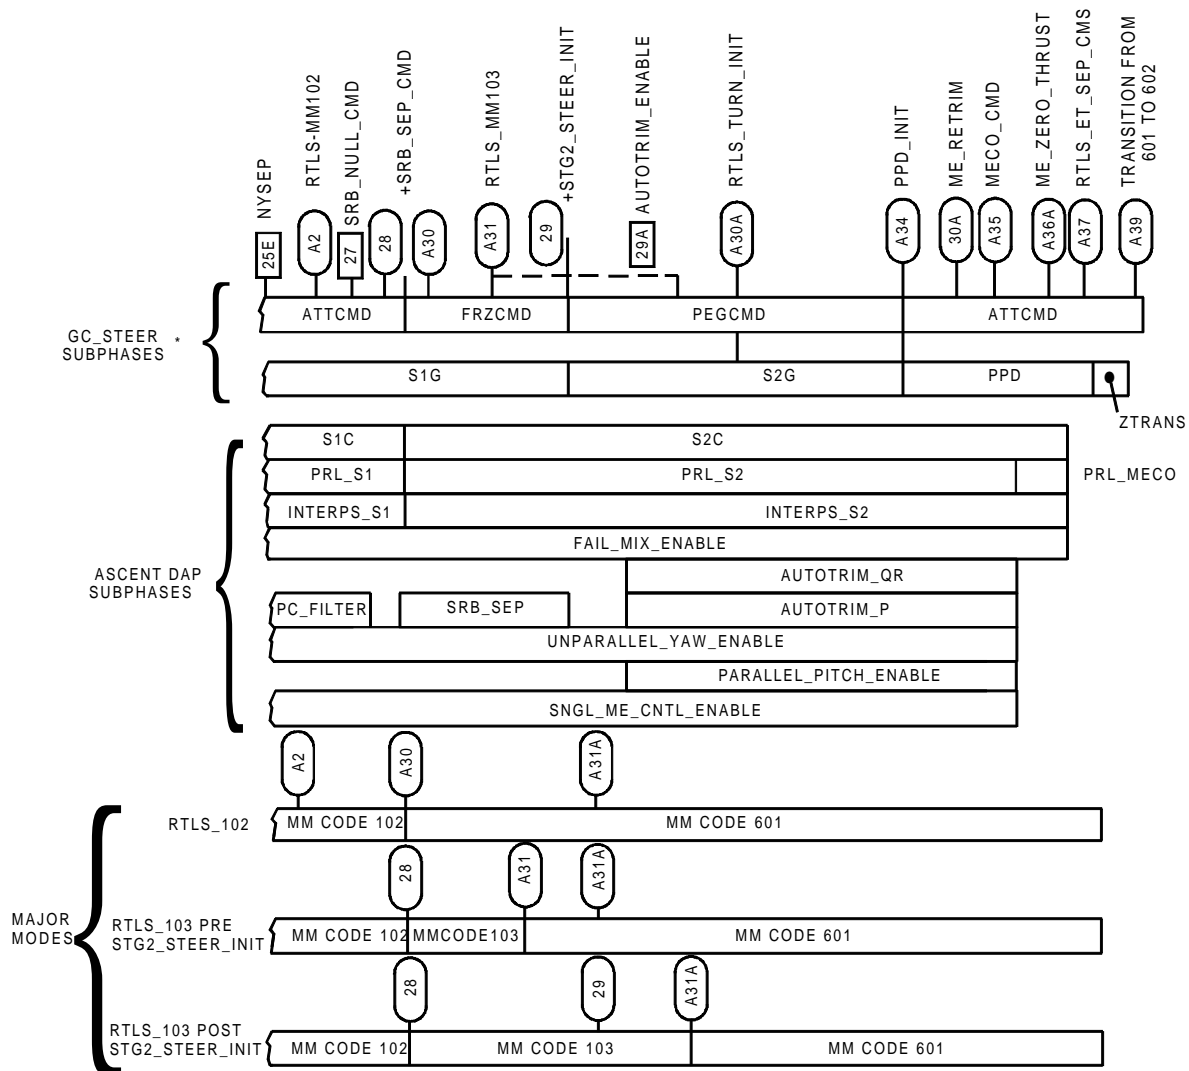 NYSEP
RTLS-MM102
SRB_NULL_CMD
+SRB_SEP_CMD
RTLS_MM103
+STG2_STEER_INIT
AUTOTRIM_ENABLE
RTLS_TURN_INIT
PPD_INIT
ME_RETRIM
MECO_CMD
ME_ZERO_THRUST
RTLS_ET_SEP_CMS
TRANSITION FROM
601 TO 602
25E
A2
27
28
A30
A31
29
29A
A30A
A34
30A
A35
A36A
A37
A39
GC_STEER
SUBPHASES *
ATTCMD
FRZCMD
PEGCMD
ATTCMD
S1G
S2G
PPD
ZTRANS
ASCENT DAP
SUBPHASES
S1C
S2C
PRL_S1
PRL_S2
PRL_MECO
INTERPS_S1
INTERPS_S2
FAIL_MIX_ENABLE
AUTOTRIM_QR
PC_FILTER
SRB_SEP
AUTOTRIM_P
UNPARALLEL_YAW_ENABLE
PARALLEL_PITCH_ENABLE
SNGL_ME_CNTL_ENABLE
A2
A30
A31A
MAJOR
MODES
RTLS_102
MM CODE 102
MM CODE 601
28
A31
A31A
RTLS_103 PRE
STG2_STEER_INIT
MM CODE 102
MMCODE103
MM CODE 601
28
29
A31A
RTLS_103 POST
STG2_STEER_INIT
MM CODE 102
MM CODE 103
MM CODE 601